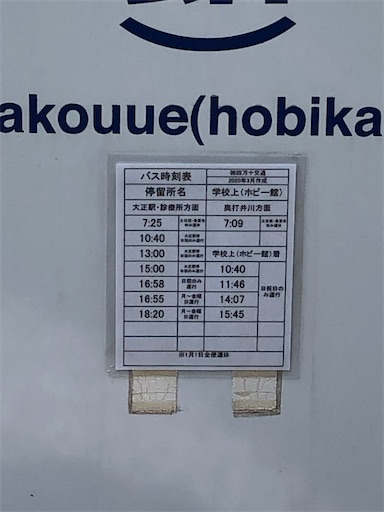 akouue(hobika
バス時刻表 ㈲四万十交通
2020年3月作成
停留所名 学校上(ホビー館)
大正駅・診療所方面 奥打井川方面
7:25 7:09
10:40
13:00 学校上(ホビー館)着
15:00 10:40 日祝日のみ運行
16:58 日祝のみ運行 11:46
16:55 月～金曜日運行 14:07
18:20 月～金曜日運行 15:45
※1月1日全便運休